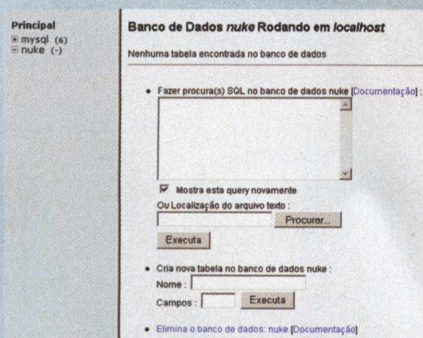 Principal
mysql (6)
nuke (-)
Banco de Dados nuke Rodando em localhost
Nenhuma tabela encontrada no banco de dados
Fazer procura(s) SQL no banco de dados nuke [Documentação] :
Mostra esta query novamente
Ou Localização do arquivo texto :
Procurar...
Executa
Cria nova tabela no banco de dados nuke :
Nome :
Campos :
Executa
Elimina o banco de dados: nuke [Documentação]